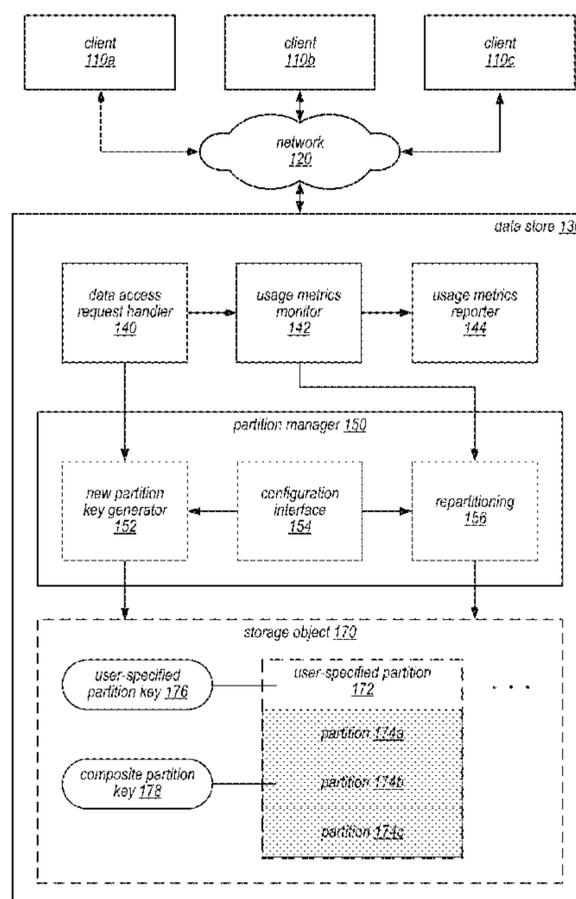 client
110a
client
110b
client
110c
network
120
data store
data access
request handler
140
usage metrics
monitor
142
usage metrics
reporter
144
partition manager 150
new partition
key generator
152
configuration
interface
154
repartitioning
156
storage object 170
user-specified
partition key 176
user-specified partition
172
. . .
partition 174a
composite partition
key 178
partition 174b
partition 174c